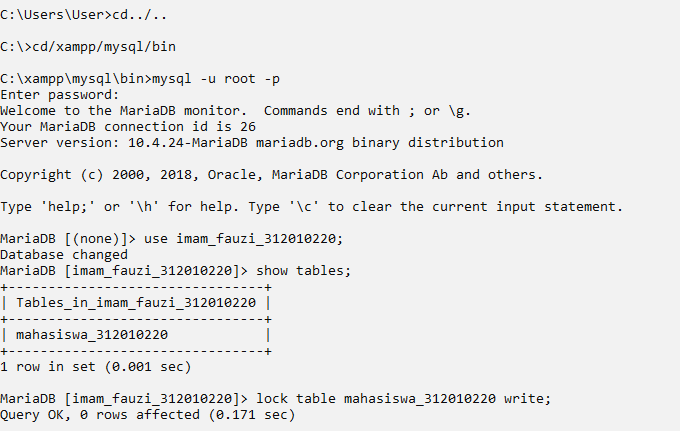 C:\Users\User>cd../..
C:\>cd/xampp/mysql/bin
C:\xampp\mysql\bin>mysql -u root -p
Enter password:
Welcome to the MariaDB monitor.  Commands end with ; or \g.
Your MariaDB connection id is 26
Server version: 10.4.24-MariaDB mariadb.org binary distribution
Copyright (c) 2000, 2018, Oracle, MariaDB Corporation Ab and others.
Type 'help;' or '\h' for help. Type '\c' to clear the current input statement.
MariaDB [(none)]> use imam_fauzi_312010220;
Database changed
MariaDB [imam_fauzi_312010220]> show tables;
+--------------------------------+
| Tables_in_imam_fauzi_312010220 |
+--------------------------------+
| mahasiswa_312010220            |
+--------------------------------+
1 row in set (0.001 sec)
MariaDB [imam_fauzi_312010220]> lock table mahasiswa_312010220 write;
Query OK, 0 rows affected (0.171 sec)